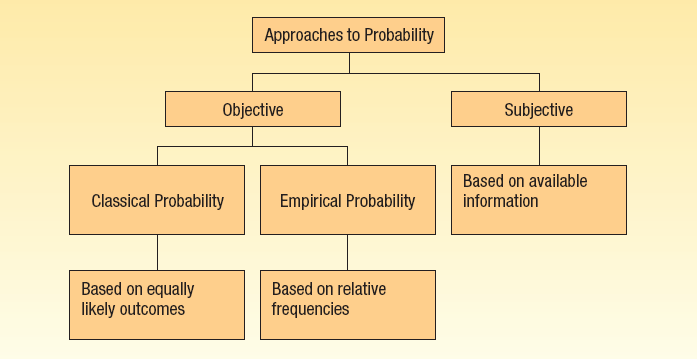 Approaches to Probability
Objective
Subjective
Classical Probability
Empirical Probability
Based on available
information
Based on equally
likely outcomes
Based on relative
frequencies